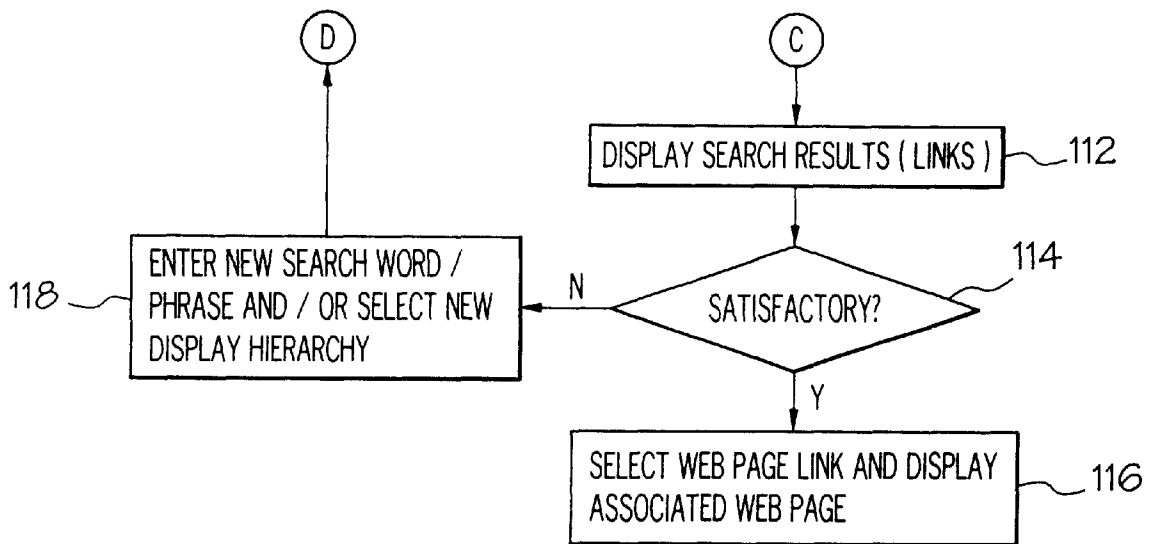 D
C
DISPLAY SEARCH RESULTS ( LINKS )
112
114
SATISFACTORY?
N
118
ENTER NEW SEARCH WORD /
PHRASE AND / OR SELECT NEW
DISPLAY HIERARCHY
Y
SELECT WEB PAGE LINK AND DISPLAY
ASSOCIATED WEB PAGE
116